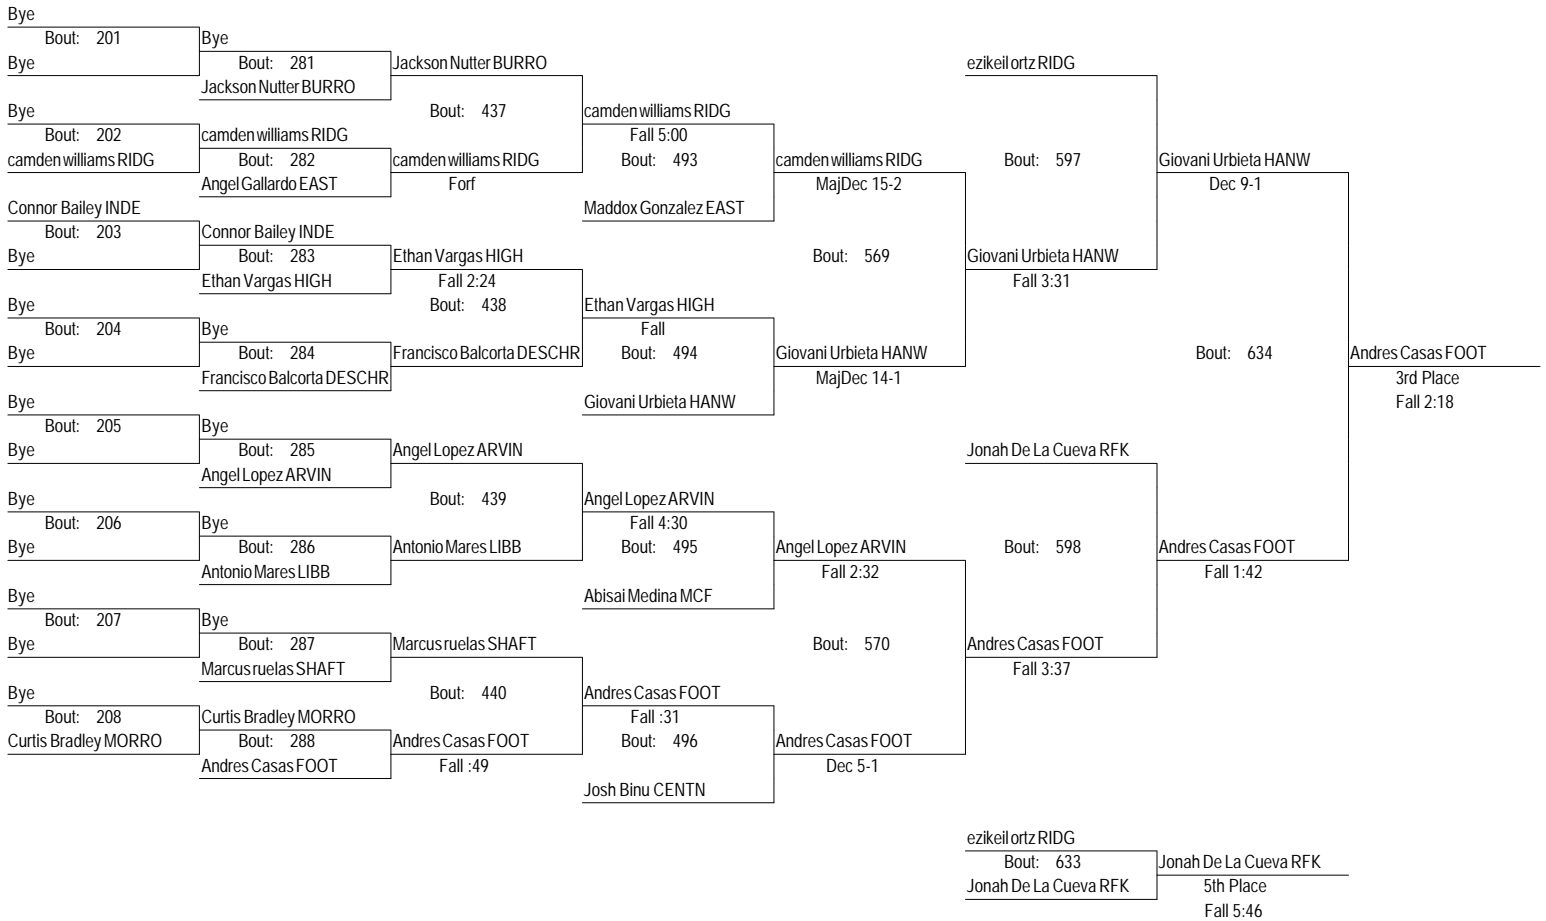 Bye
Bout: 201 Bye
Bye Bout: 281 Jackson Nutter BURRO ezikeil ortz RIDG
Jackson Nutter BURRO
Bye Bout: 437 camden williams RIDG
Bout: 202 camden williams RIDG Fall 5:00
camden williams RIDG Bout: 282 camden williams RIDG Bout: 493 camden williams RIDG Bout: 597 Giovani Urbieta HANW
Angel Gallardo EAST Forf MajDec 15-2 Dec 9-1
Connor Bailey INDE Maddox Gonzalez EAST
Bout: 203 Connor Bailey INDE
Bye Bout: 283 Ethan Vargas HIGH Bout: 569 Giovani Urbieta HANW
Ethan Vargas HIGH Fall 2:24 Fall 3:31
Bye Bout: 438 Ethan Vargas HIGH
Bout: 204 Bye Fall
Bye Bout: 284 Francisco Balcorta DESCHR Bout: 494 Giovani Urbieta HANW Bout: 634 Andres Casas FOOT
Francisco Balcorta DESCHR MajDec 14-1 3rd Place
Bye Giovani Urbieta HANW Fall 2:18
Bout: 205 Bye
Bye Bout: 285 Angel Lopez ARVIN Jonah De La Cueva RFK
Angel Lopez ARVIN
Bye Bout: 439 Angel Lopez ARVIN
Bout: 206 Bye Fall 4:30
Bye Bout: 286 Antonio Mares LIBB Bout: 495 Angel Lopez ARVIN Bout: 598 Andres Casas FOOT
Antonio Mares LIBB Fall 2:32 Fall 1:42
Bye Abisai Medina MCF
Bout: 207 Bye
Bye Bout: 287 Marcus ruelas SHAFT Bout: 570 Andres Casas FOOT
Marcus ruelas SHAFT Fall 3:37
Bye Bout: 440 Andres Casas FOOT
Bout: 208 Curtis Bradley MORRO Fall :31
Curtis Bradley MORRO Bout: 288 Andres Casas FOOT Bout: 496 Andres Casas FOOT
Andres Casas FOOT Fall :49 Dec 5-1
Josh Binu CENTN
ezikeil ortz RIDG
Bout: 633 Jonah De La Cueva RFK
Jonah De La Cueva RFK 5th Place
Fall 5:46